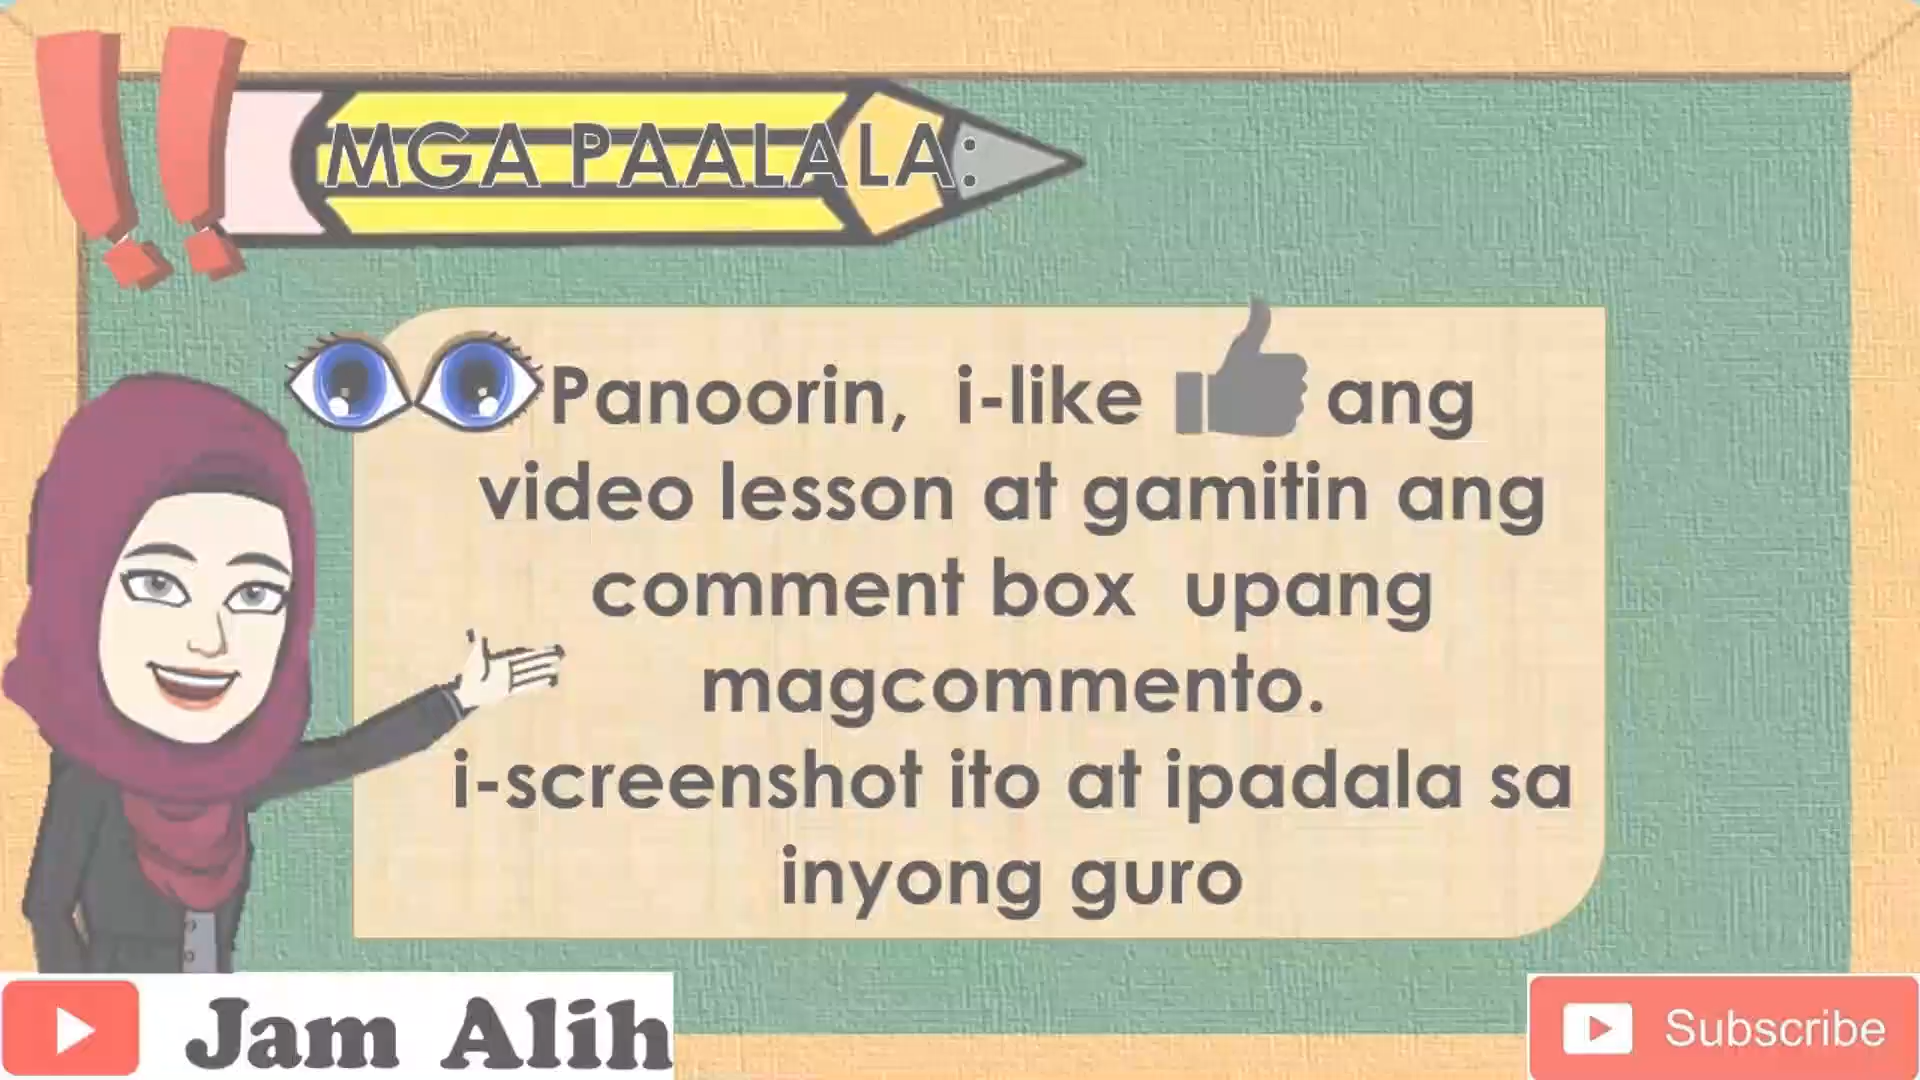 MGA PAALALA:
Panoorin, i-like ang
video lesson at gamitin ang
comment box upang
magcommento.
i-screenshot ito at ipadala sa
inyong guro
Jam Alih
Subscribe